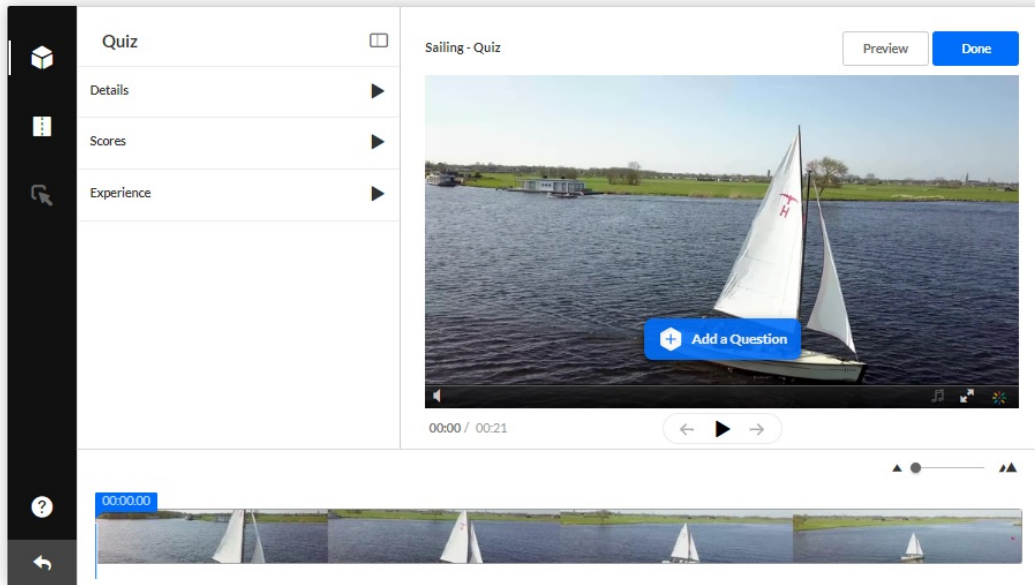 Quiz
Details
Scores
Experience
Sailing - Quiz
Preview
Done
H
Add a Question
00:00 / 00:21
00:00.00
?